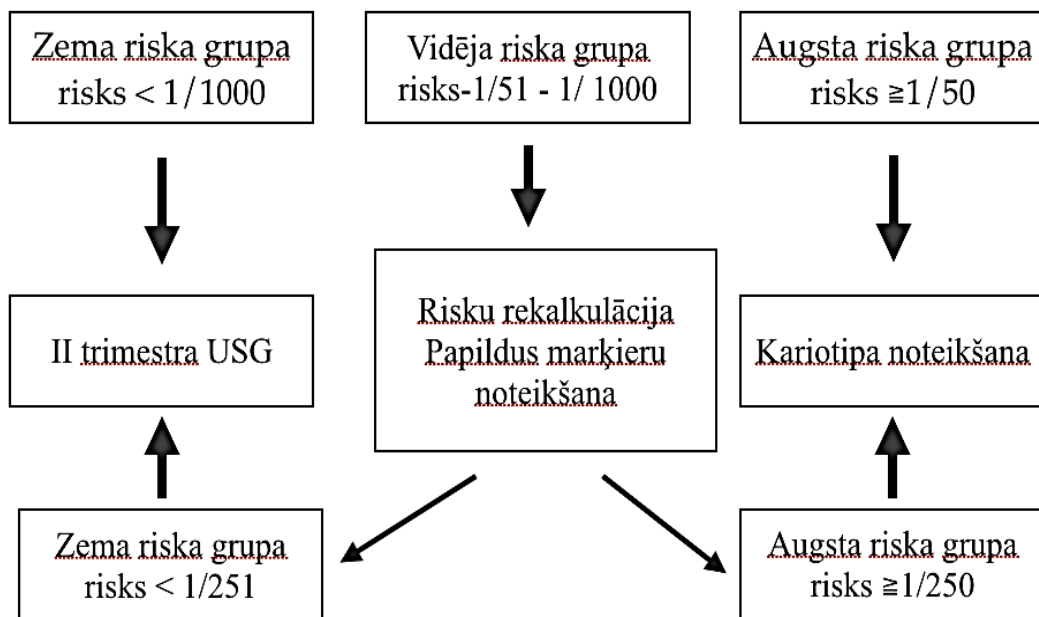 Zema riska grupa
risks < 1/1000
Vidēja riska grupa
risks-1/51 - 1/ 1000
Augsta riska grupa
risks ≧1/50
II trimestra USG
Risku rekalkulācija
Papildus marķieru
noteikšana
Kariotipa noteikšana
Zema riska grupa
risks < 1/251
Augsta riska grupa
risks ≧1/250